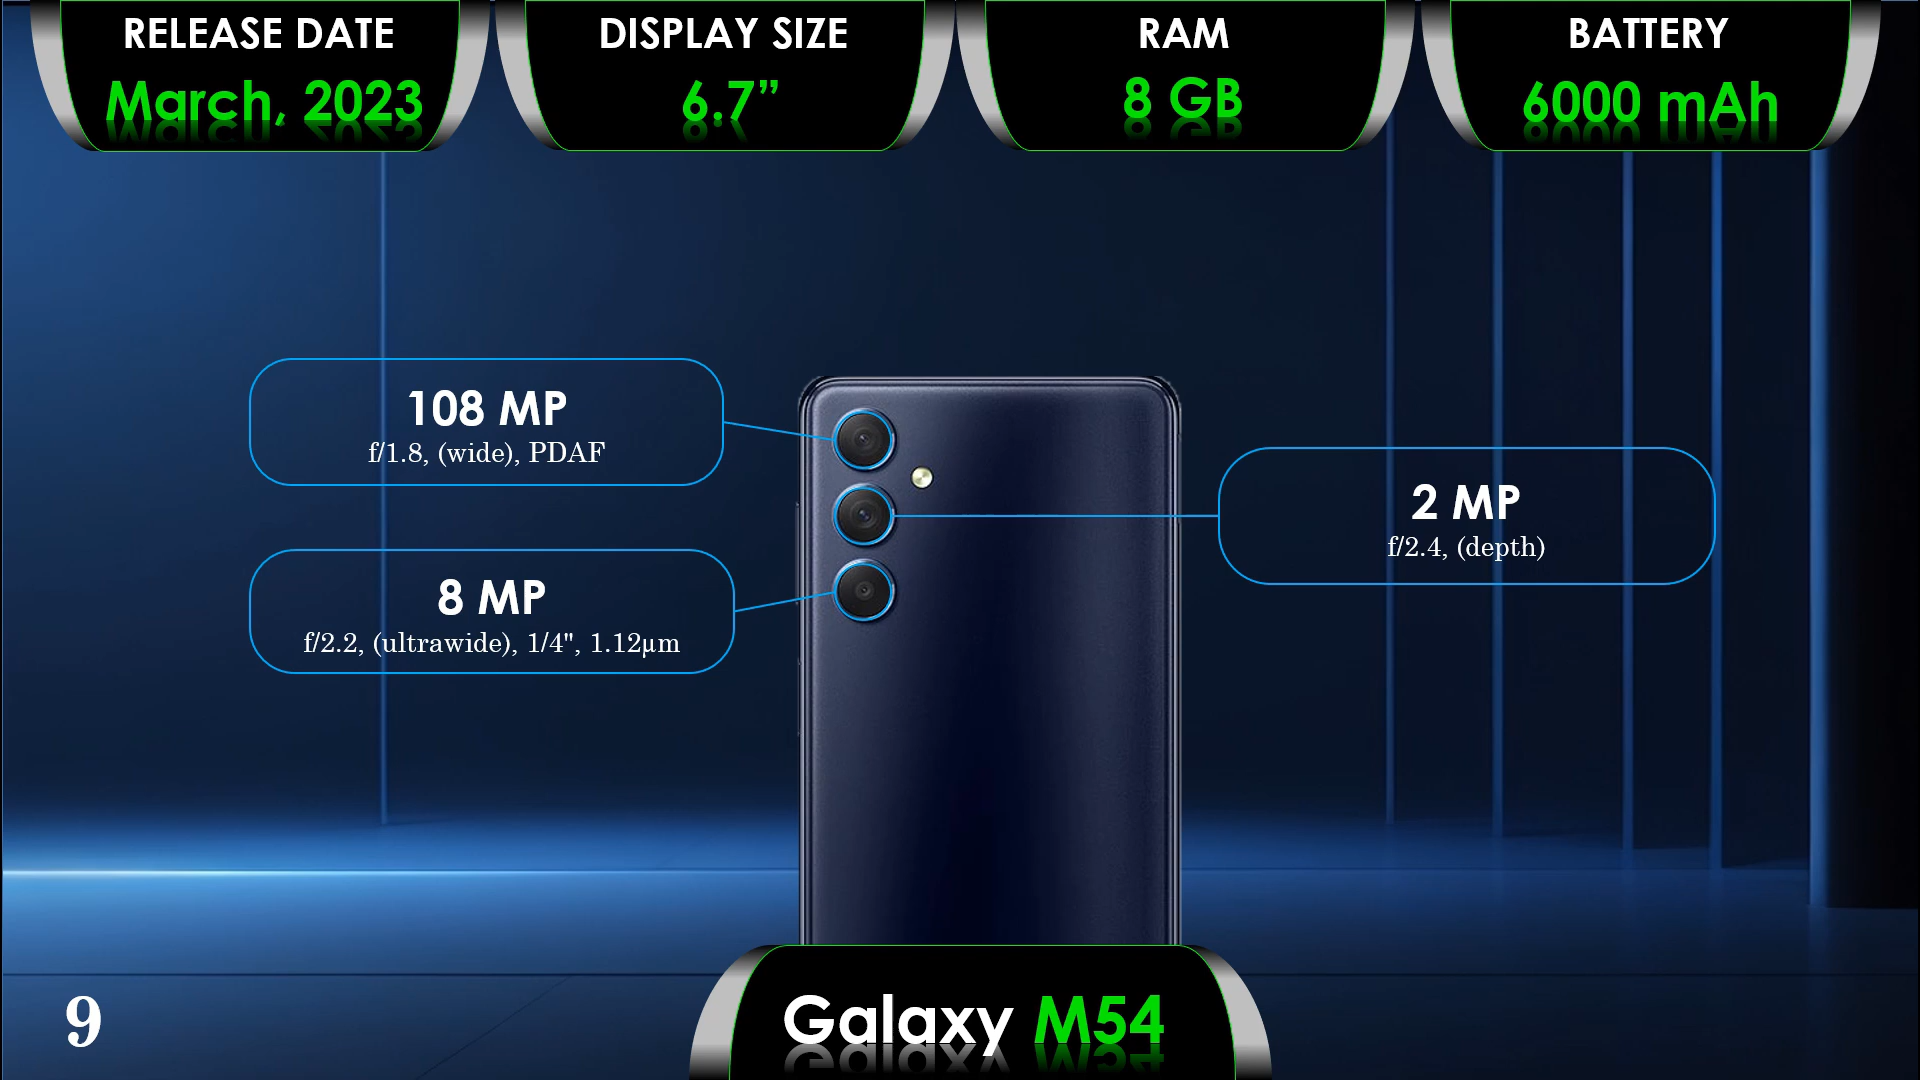 RELEASE DATE
March, 2023
DISPLAY SIZE
6.7”
RAM
8 GB
BATTERY
6000 mAh
108 MP
f/1.8, (wide), PDAF
2 MP
f/2.4, (depth)
8 MP
f/2.2, (ultrawide), 1/4", 1.12µm
9
Galaxy M54